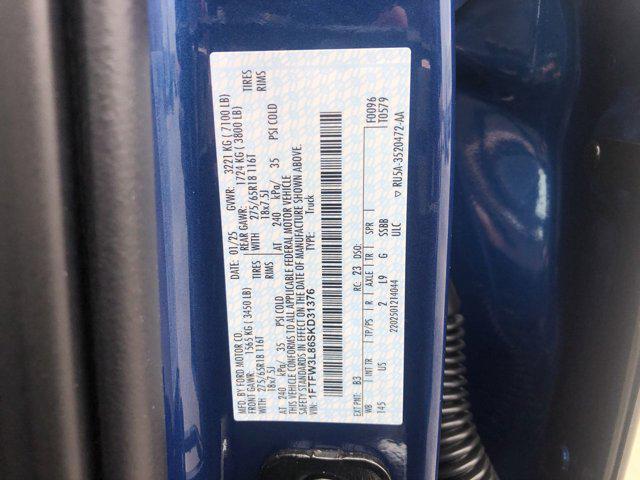 MFD. BY FORD MOTOR CO.
DATE: 01/25 GVWR: 3221 KG ( 7100 LB)
FRONT GAWR: 1565 KG ( 3450 LB) REAR GAWR: 1724 KG ( 3800 LB)
275/65R18 116T TIRES WITH 275/65R18 116T TIRES
18x7.5J RIMS 18x7.5J RIMS
AT 240 kPa/ 35 PSI COLD AT 240 kPa/ 35 PSI COLD
THIS VEHICLE CONFORMS TO ALL APPLICABLE FEDERAL MOTOR VEHICLE
SAFETY STANDARDS IN EFFECT ON THE DATE OF MANUFACTURE SHOWN ABOVE.
VIN: 1FTFW3L86SKD31376 TYPE: Truck
F0096
T0579
EXT PNT: B3 RC: 23 DSO:
WB INT TR TP/PS R AXLE TR SPR
145 US 2 L9 G SSBB
ULC
2202501214044 ▽ RU5A-3520472-AA